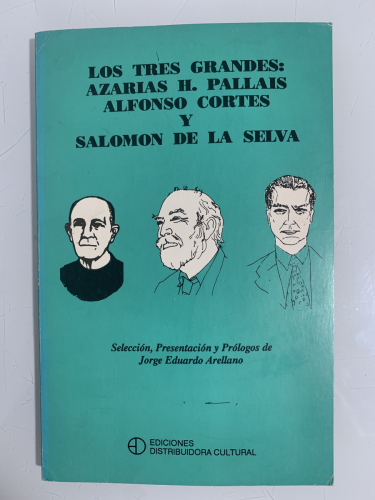 LOS TRES GRANDES:
AZARIAS H. PALLAIS
ALFONSO CORTES
Y
SALOMON DE LA SELVA
Selección, Presentación y Prólogos de
Jorge Eduardo Arellano
EDICIONES
DISTRIBUIDORA CULTURAL